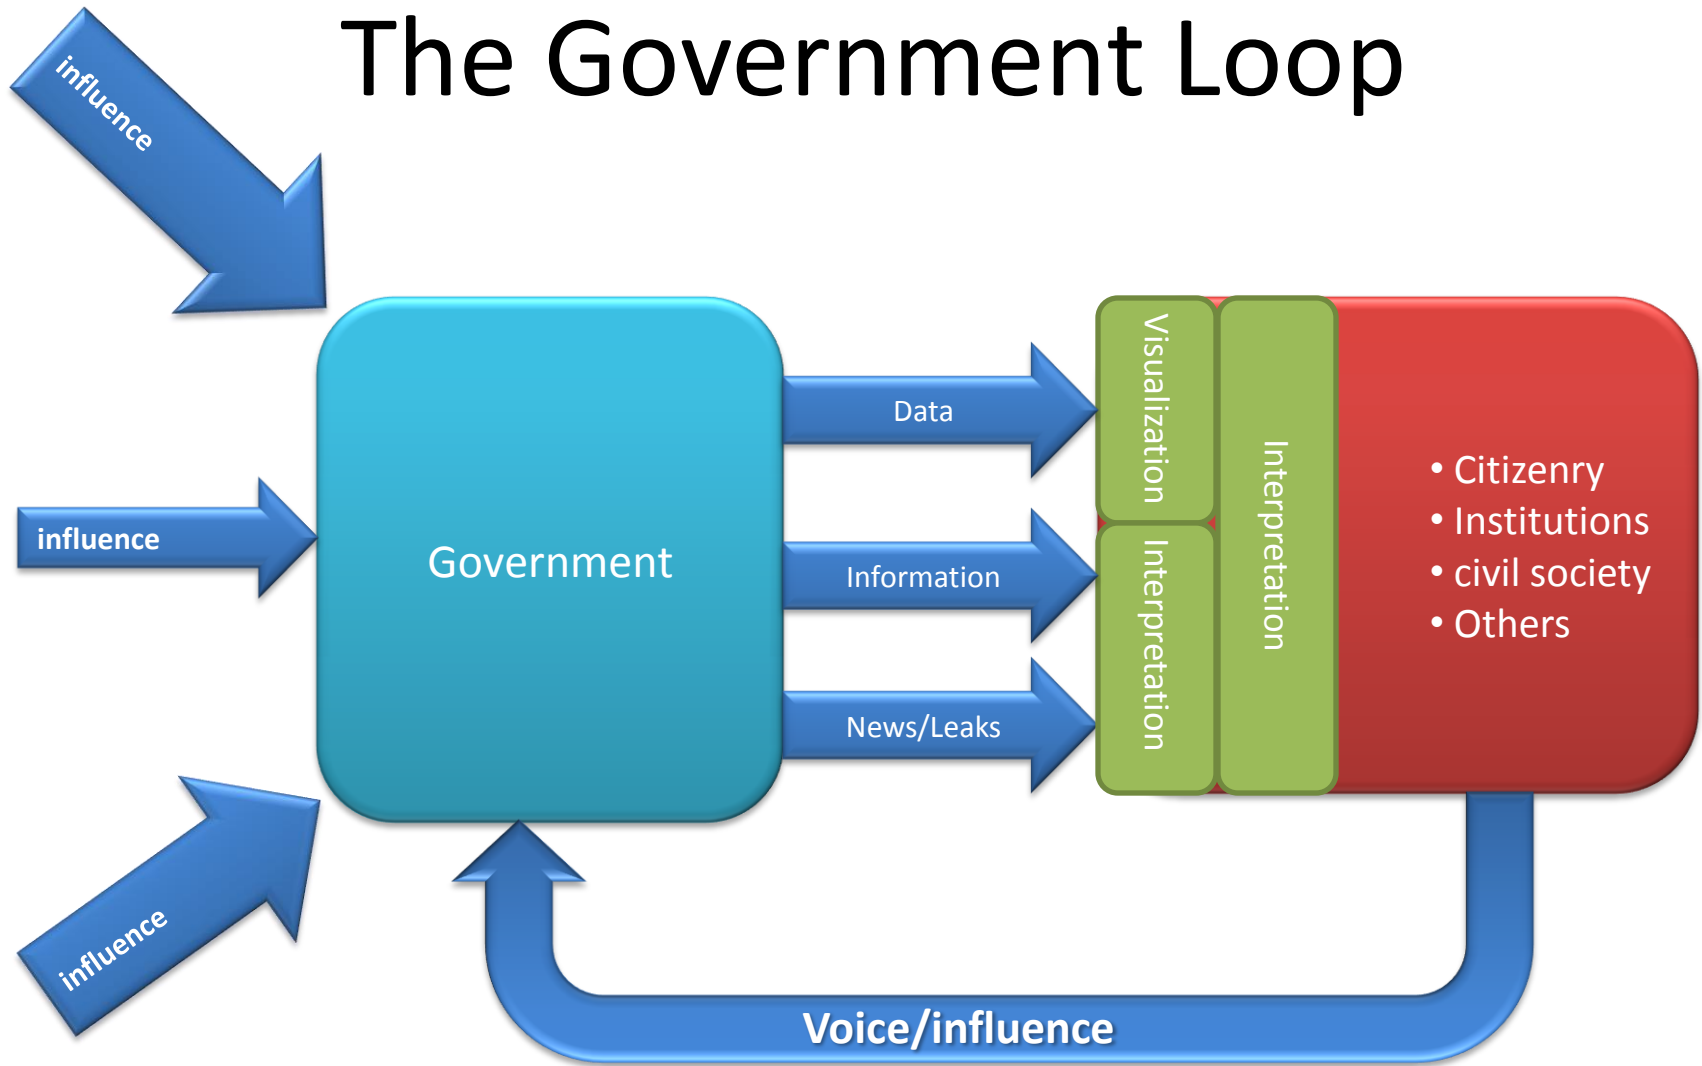 The Government Loop
influence
influence
influence
Government
Data
Information
News/Leaks
Visualization
Interpretation
Interpretation
• Citizenry
• Institutions
• civil society
• Others
Voice/influence